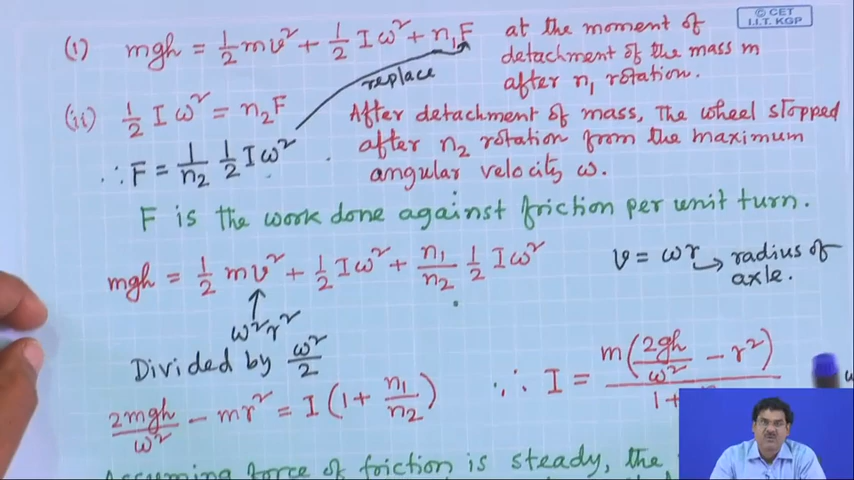 © CET
I.I.T. KGP
(i) mgh = 1/2 mv² + 1/2 Iω² + n₁F at the moment of
detachment of the mass m
after n₁ rotation.
replace
(ii) 1/2 Iω² = n₂F After detachment of mass, The wheel stopped
after n₂ rotation from the maximum
angular velocity ω.
∴ F = 1/n₂ 1/2 Iω²
F is the work done against friction per unit turn.
mgh = 1/2 mv² + 1/2 Iω² + n₁/n₂ 1/2 Iω² v = ωr → radius of
axle.
ω²r²
Divided by ω²/2
2mgh/ω² - mr² = I(1 + n₁/n₂) ∵ I = m(2gh/ω² - r²)/1+
Assuming force of friction is steady, the